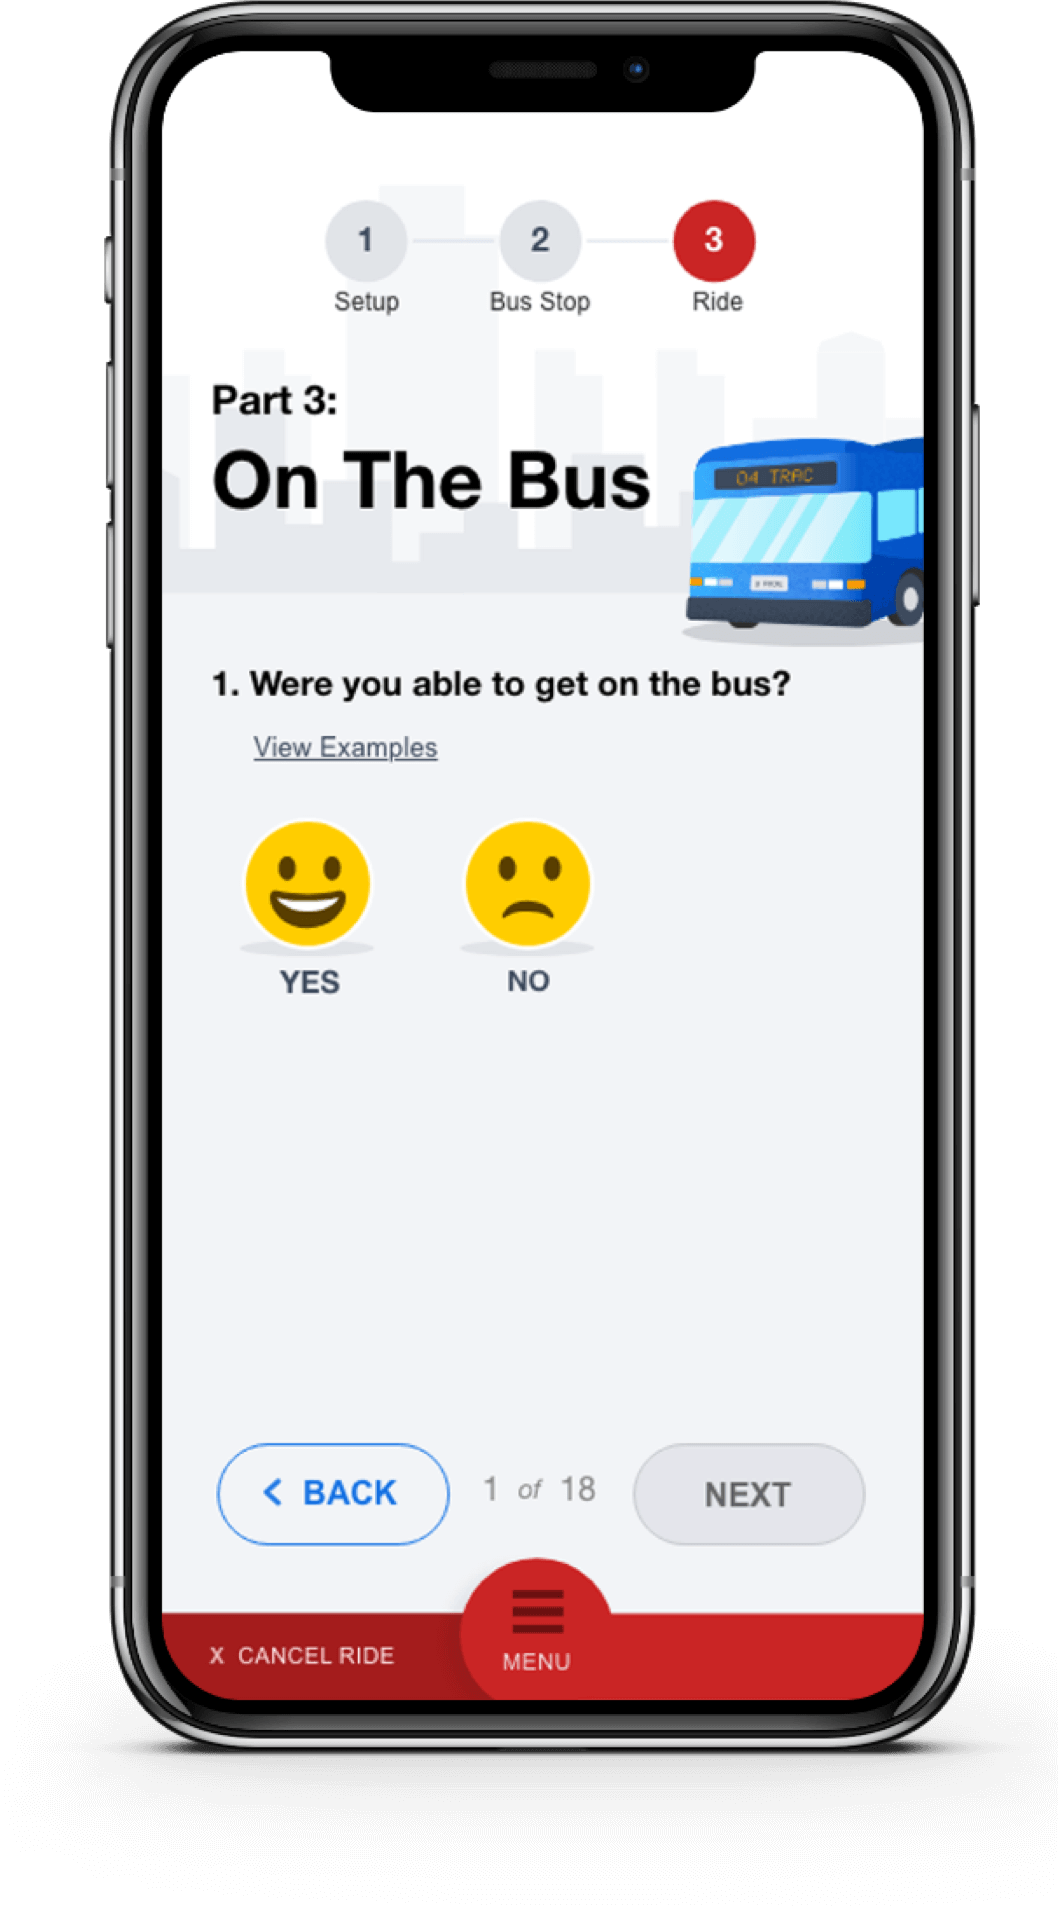 1 2 3
Setup Bus Stop Ride
Part 3:
On The Bus
04 TRAC
1. Were you able to get on the bus?
View Examples
YES NO
BACK 1 of 18 NEXT
X CANCEL RIDE
MENU